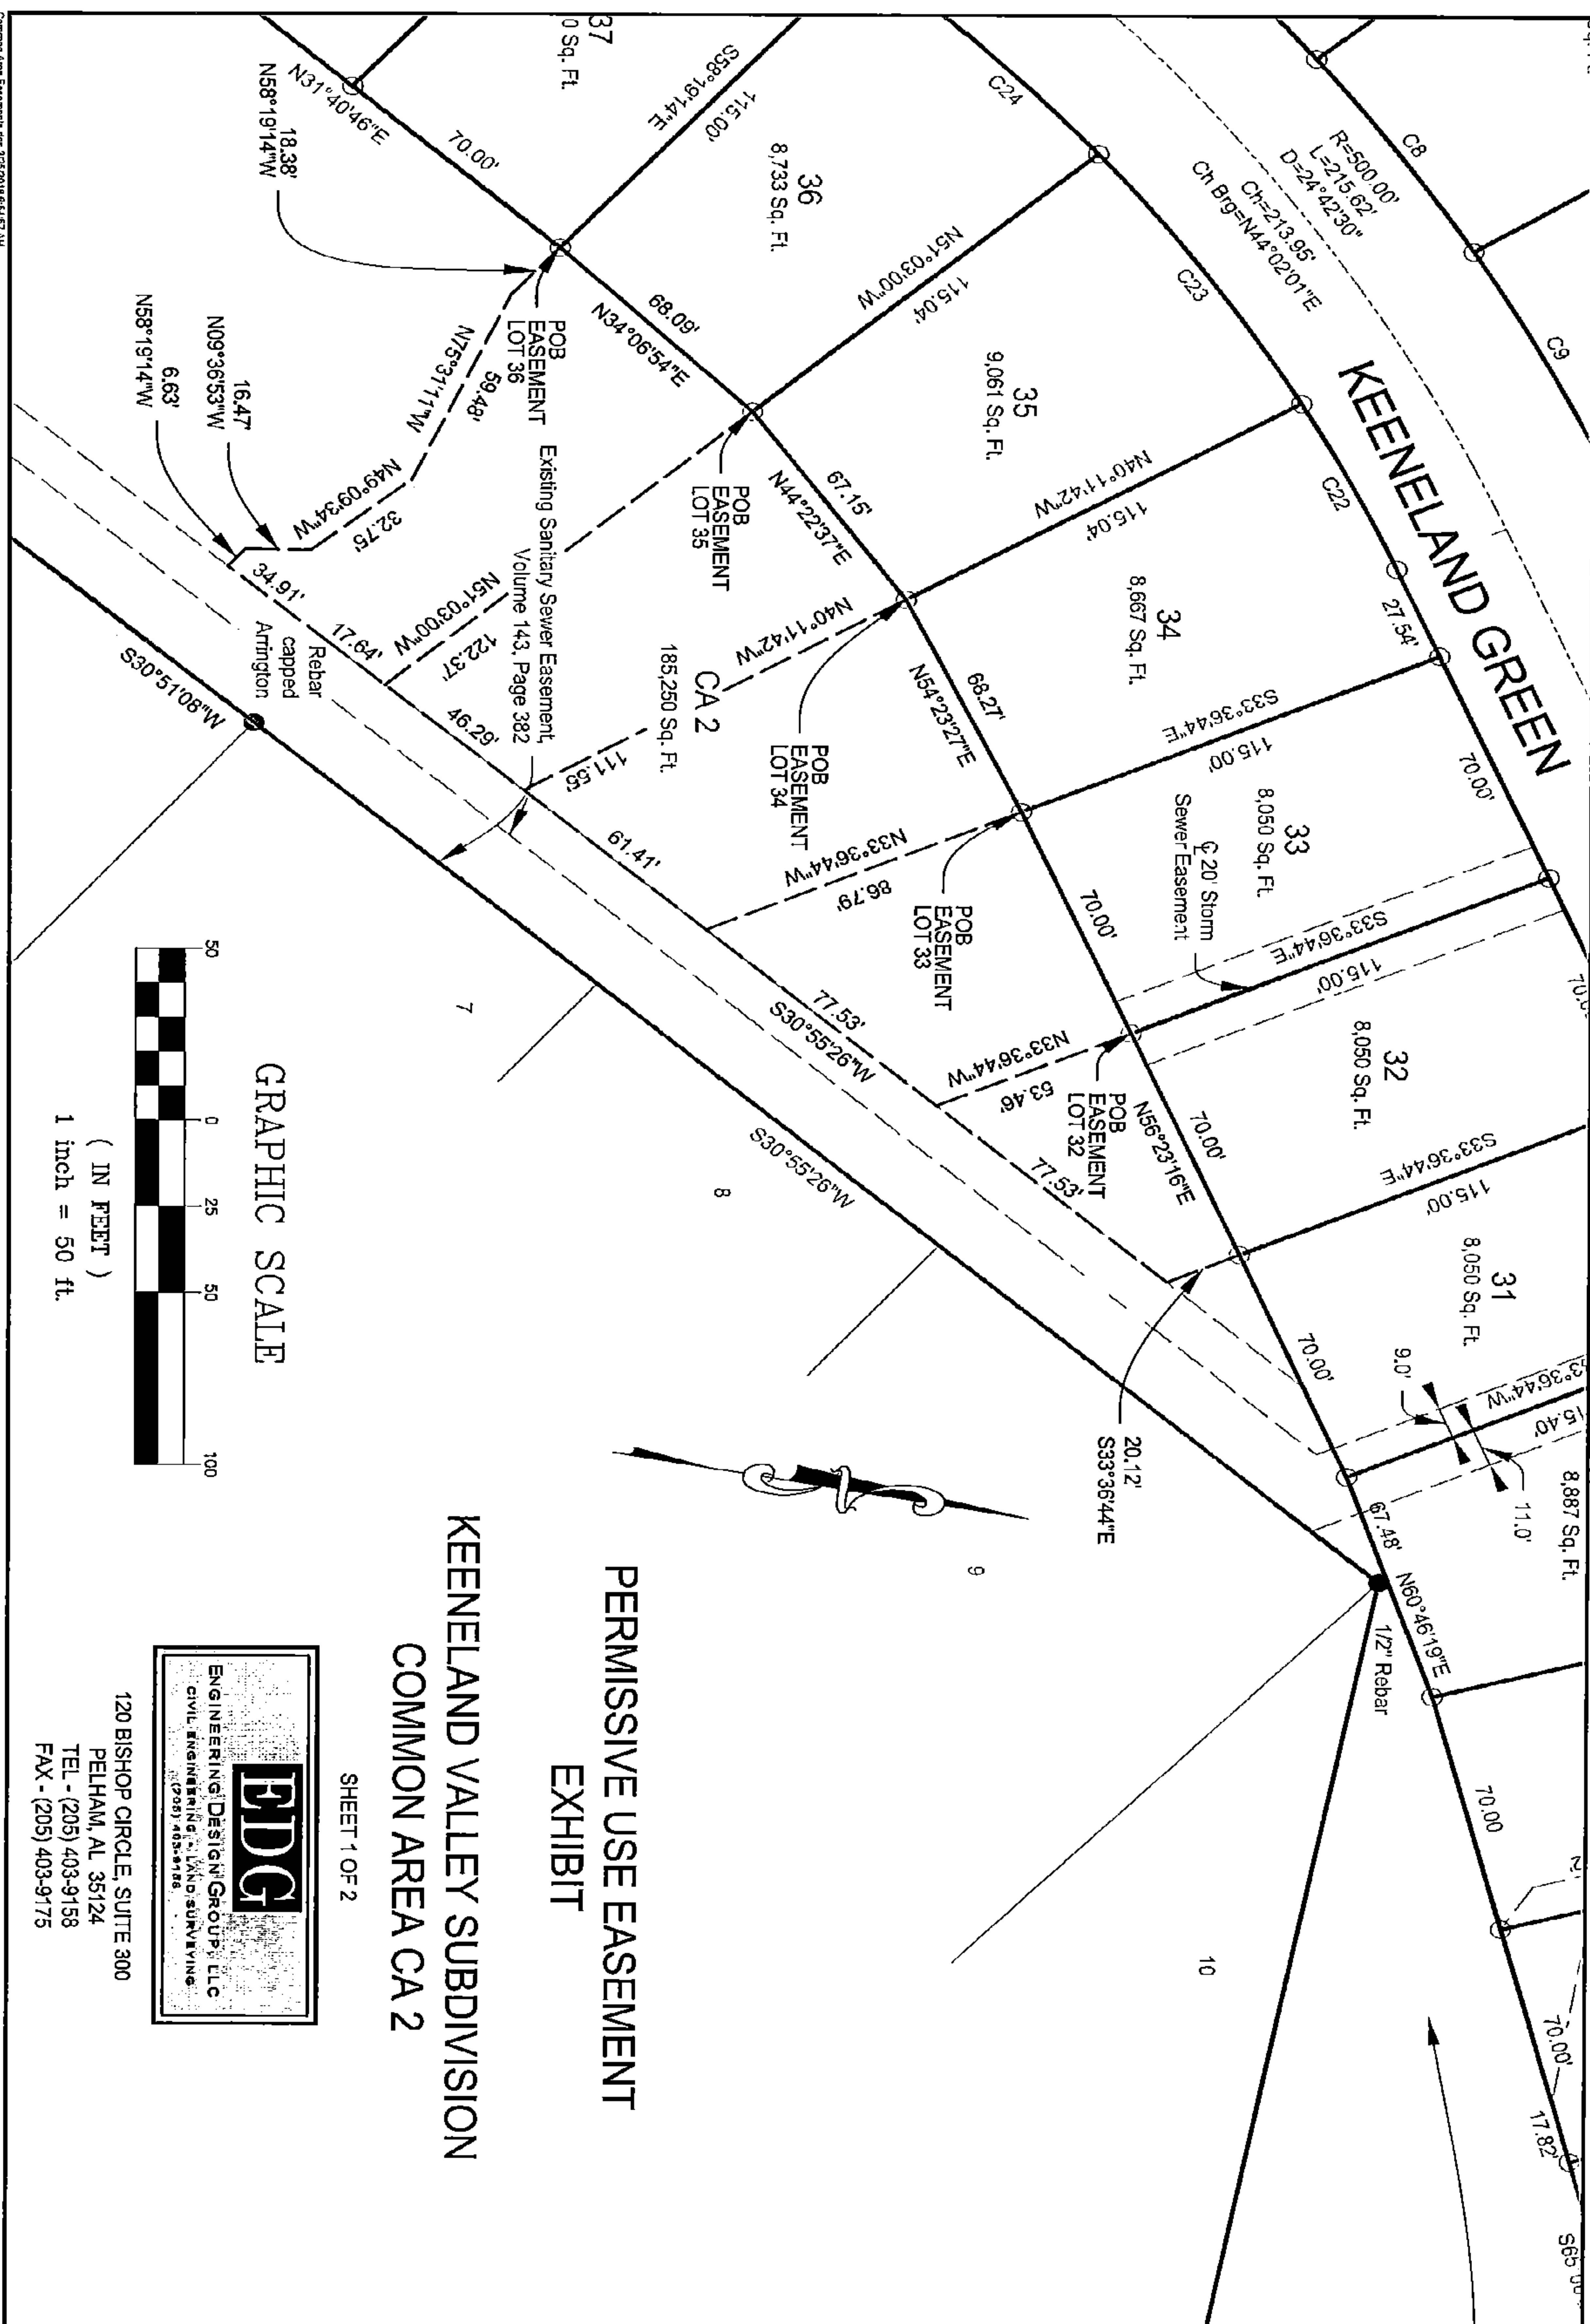 KEENELAND GREEN
C8
C9
R=500.00'
L=215.62'
D=24°42'30"
Ch=213.95'
Ch Brg=N44°02'01"E
C24
C23
C22
27.54'
70.00'
37
0 Sq. Ft.
S58°19'14"E
115.00'
36
8,733 Sq. Ft.
N51°03'00"W
115.04'
35
9,061 Sq. Ft.
N40°11'42"W
115.04'
34
8,667 Sq. Ft.
S33°36'44"E
115.00'
33
8,050 Sq. Ft.
℄ 20' Storm
Sewer Easement
S33°36'44"E
115.00'
32
8,050 Sq. Ft.
S33°36'44"E
115.00'
31
8,050 Sq. Ft.
9.0'
11.0'
3°36'44"W
15.40'
8,887 Sq. Ft.
N31°40'46"E
70.00'
68.09'
N34°06'54"E
67.15'
N44°22'37"E
68.27'
N54°23'27"E
70.00'
70.00'
N56°23'16"E
70.00'
67.48'
N60°46'19"E
1/2" Rebar
70.00
70.00'
17.82'
18.38'
N58°19'14"W
POB
EASEMENT
LOT 36
59.48'
N75°31'11"W
N49°09'34"W
32.75'
16.47'
N09°36'53"W
6.63'
N58°19'14"W
POB
EASEMENT
LOT 35
Existing Sanitary Sewer Easement,
Volume 143, Page 382
N51°03'00"W
122.37'
POB
EASEMENT
LOT 34
N40°11'42"W
111.55'
CA 2
185,250 Sq. Ft.
POB
EASEMENT
LOT 33
N33°36'44"W
86.79'
POB
EASEMENT
LOT 32
N33°36'44"W
53.46'
20.12'
S33°36'44"E
34.91'
17.64'
46.29'
61.41'
77.53'
S30°55'26"W
77.53'
Rebar
capped
Arrington
S30°51'08"W
S30°55'26"W
7
8
9
10
GRAPHIC SCALE
50
0
25
50
100
( IN FEET )
1 inch = 50 ft.
PERMISSIVE USE EASEMENT
EXHIBIT
KEENELAND VALLEY SUBDIVISION
COMMON AREA CA 2
SHEET 1 OF 2
EDG
ENGINEERING DESIGN GROUP, LLC
CIVIL ENGINEERING - LAND SURVEYING
(205) 403-9158
120 BISHOP CIRCLE, SUITE 300
PELHAM, AL 35124
TEL - (205) 403-9158
FAX - (205) 403-9175